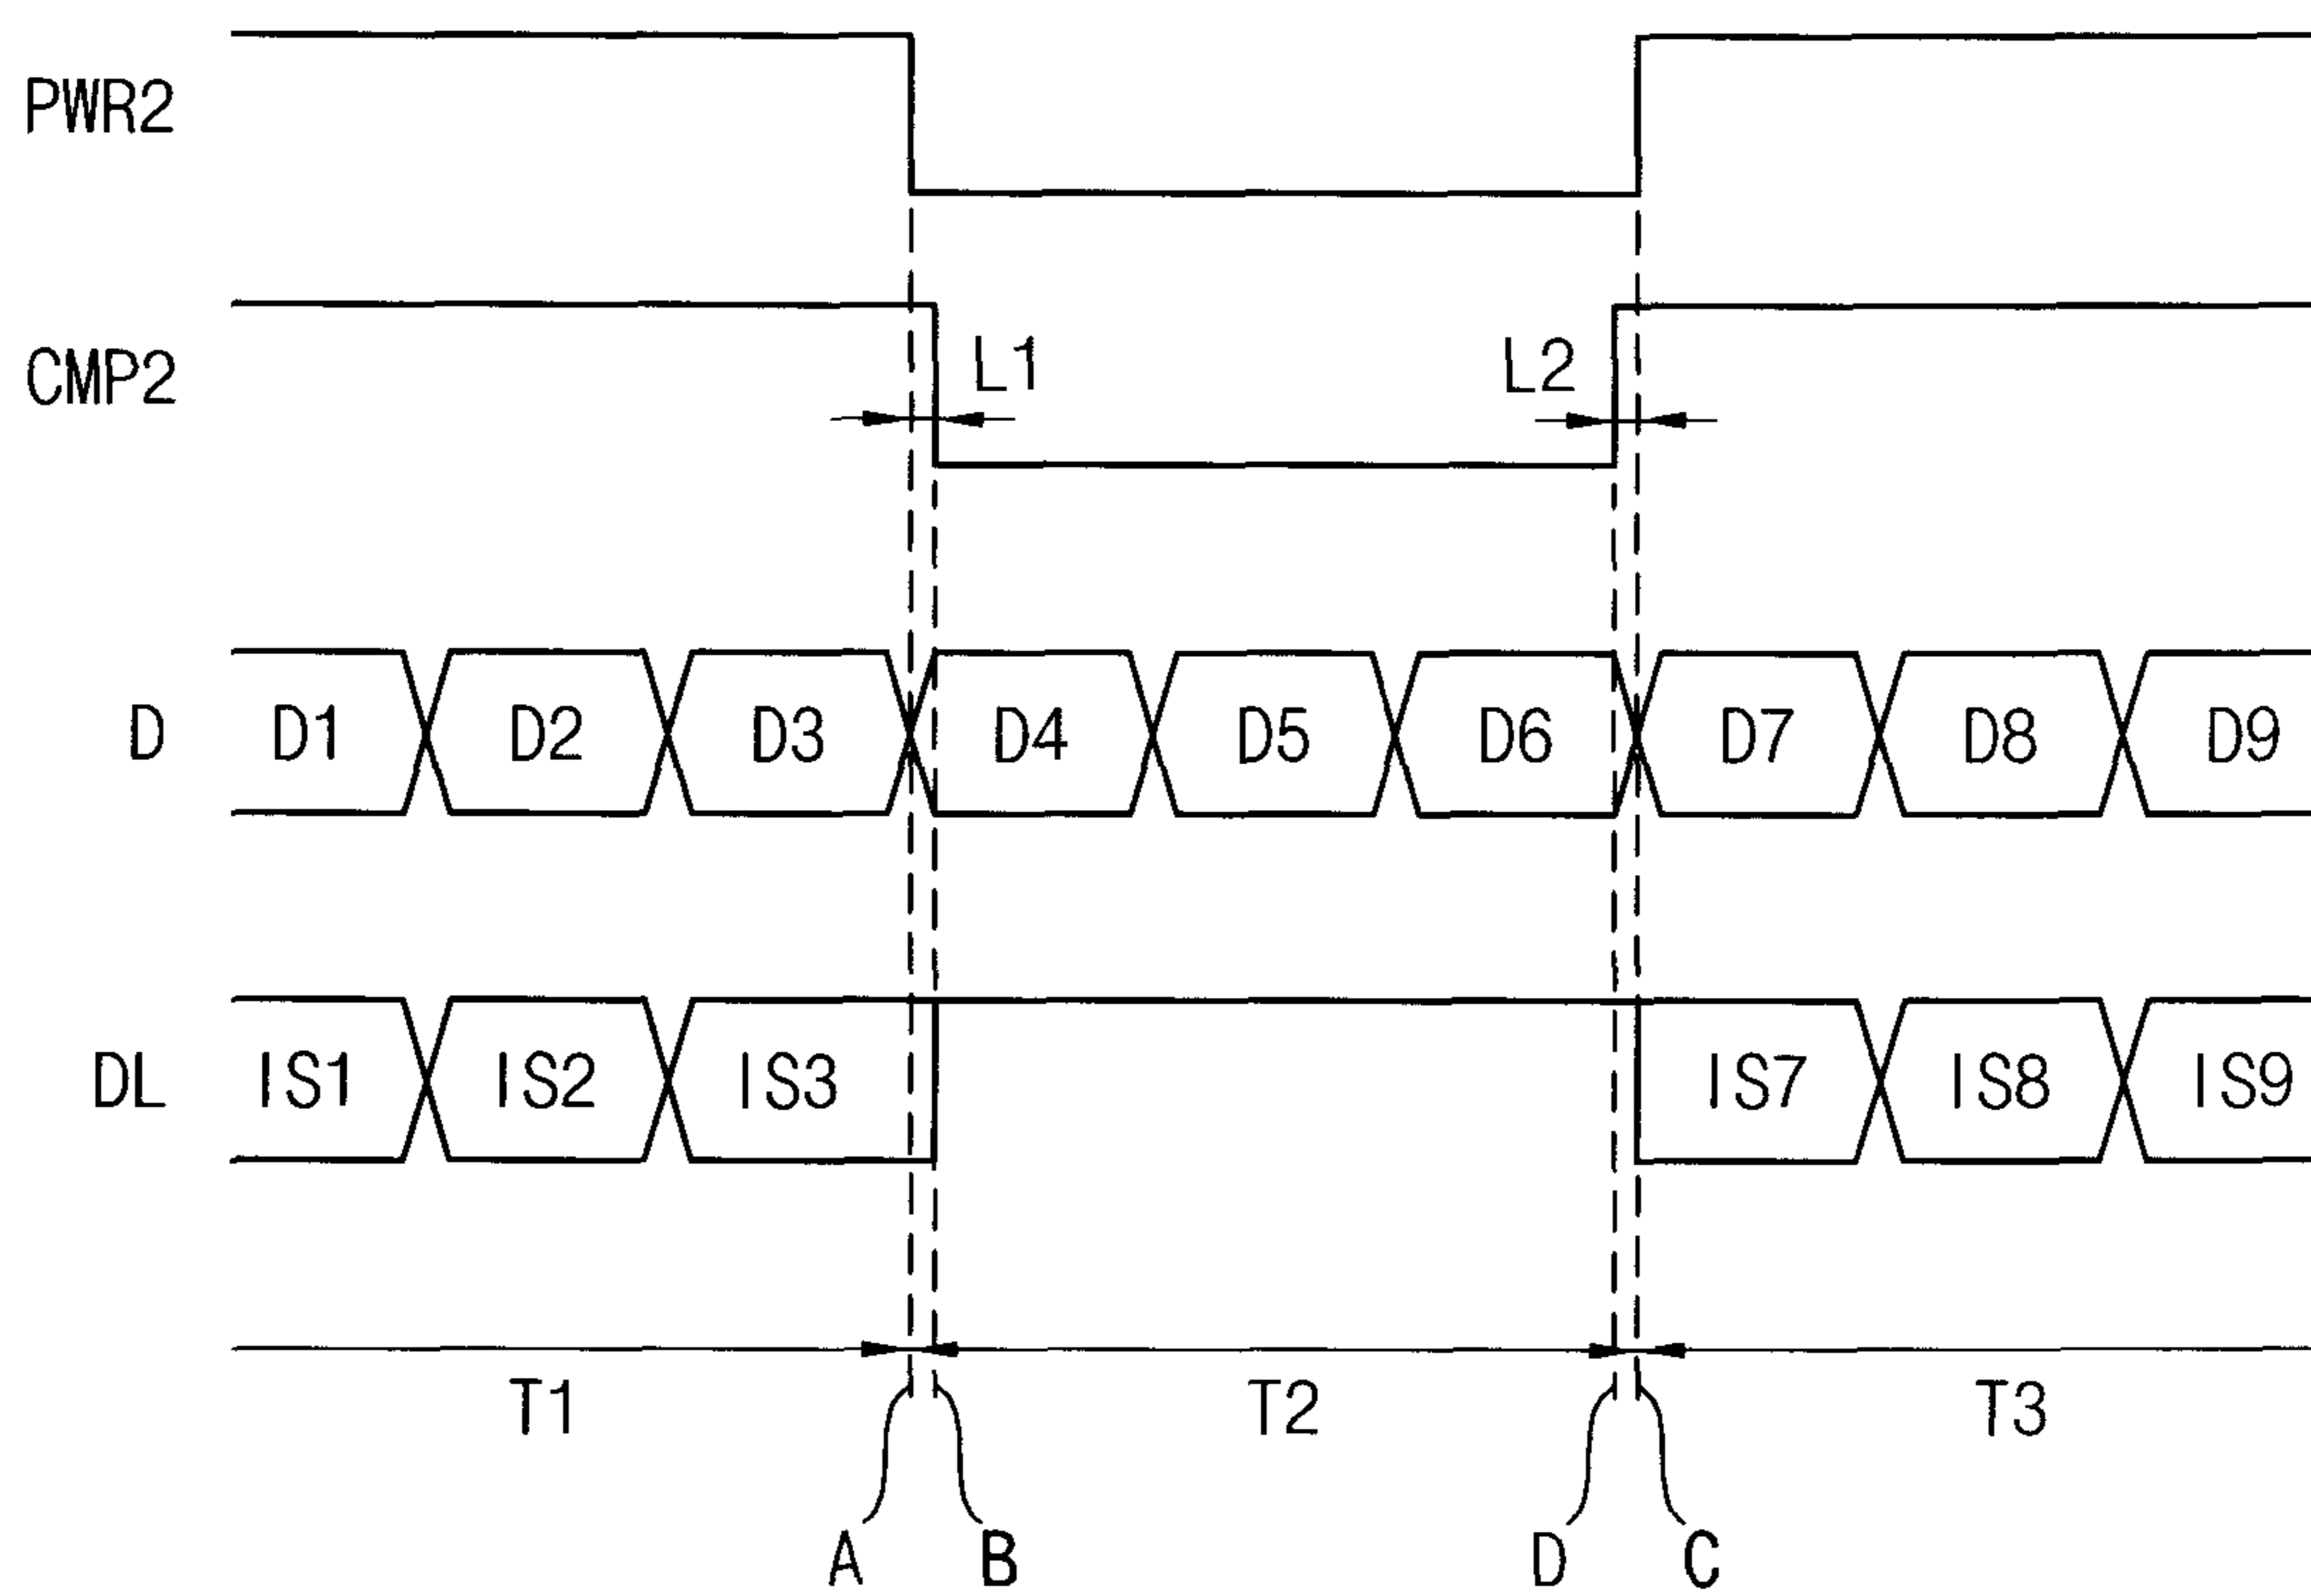 PWR2
CMP2 L1 L2
D D1 D2 D3 D4 D5 D6 D7 D8 D9
DL IS1 IS2 IS3 IS7 IS8 IS9
T1 T2 T3
A B D C